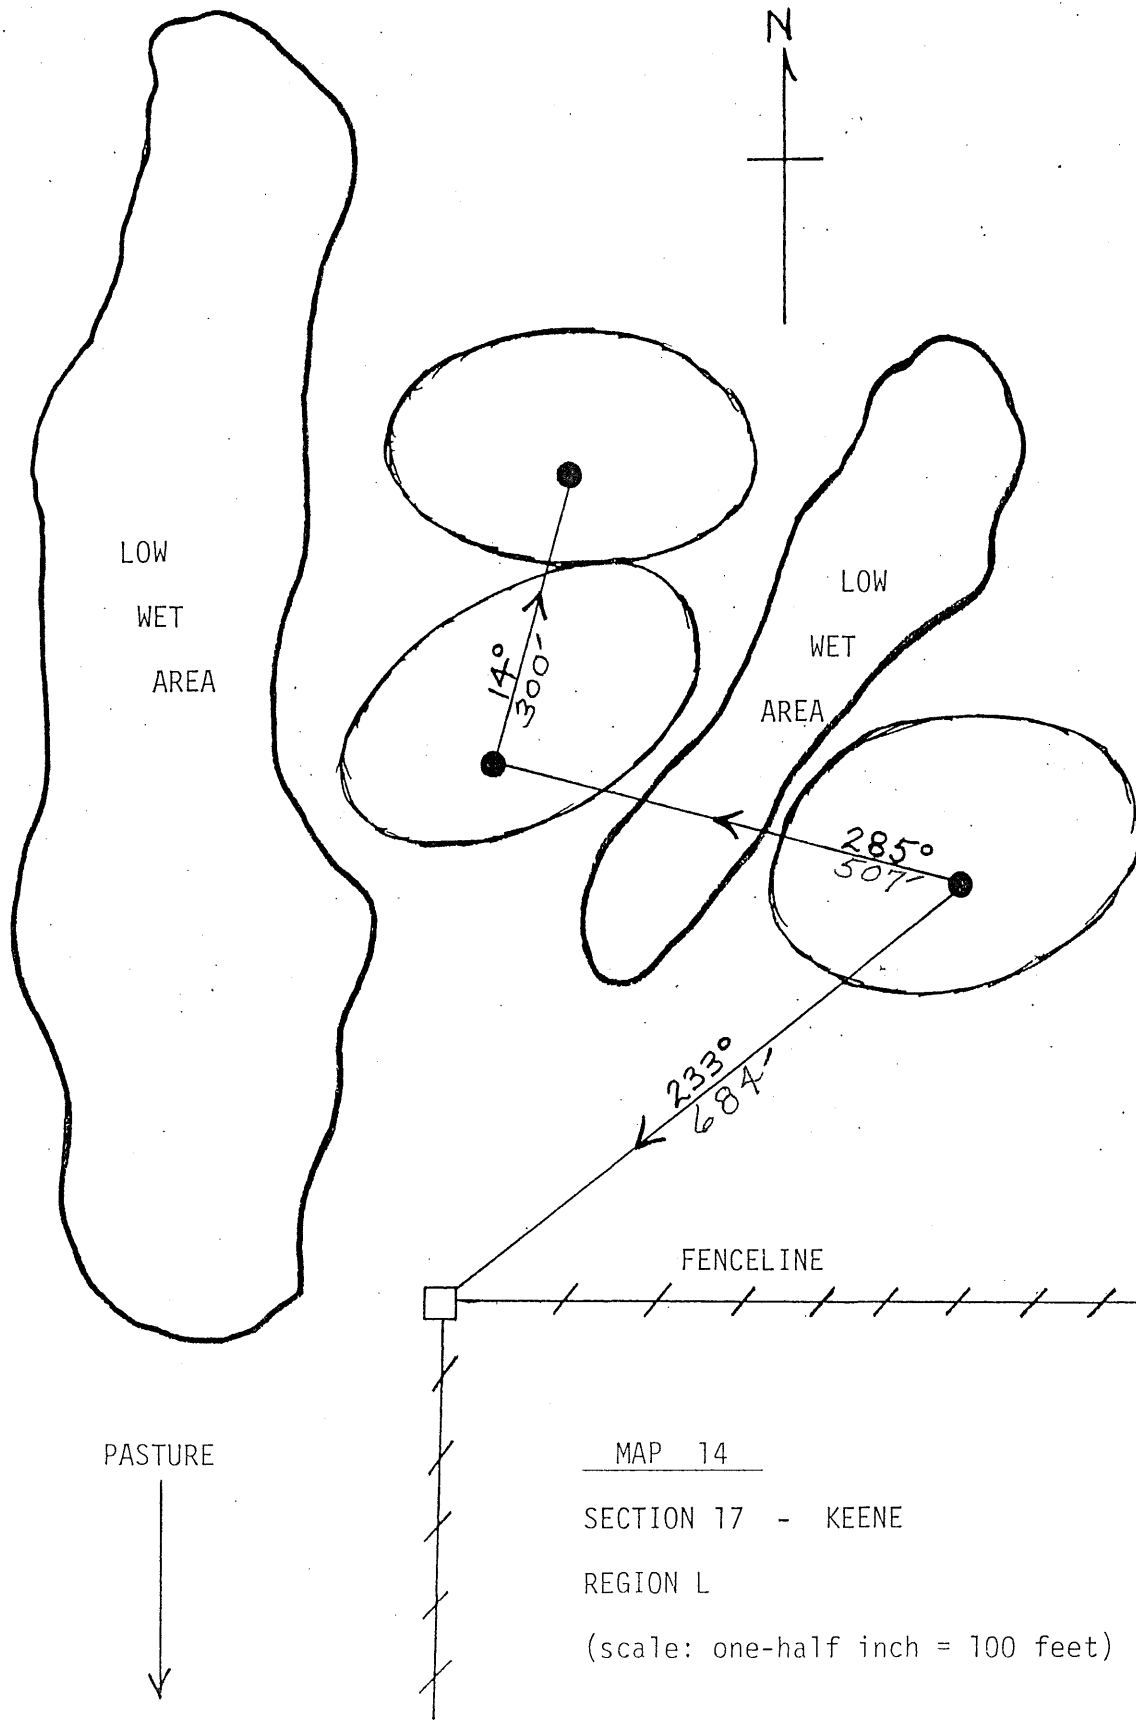 N
LOW
WET
AREA
LOW
WET
AREA
14°
300'
285°
507'
233°
684'
FENCELINE
PASTURE
MAP 14
SECTION 17 - KEENE
REGION L
(scale: one-half inch = 100 feet)